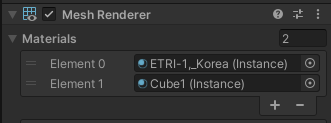 Mesh Renderer
Materials 2
Element 0 ETRI-1,_Korea (Instance)
Element 1 Cube1 (Instance)